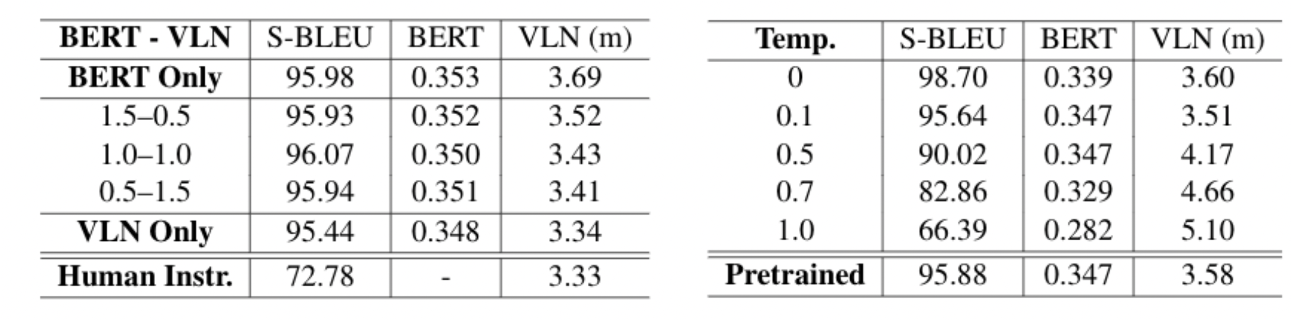 BERT - VLN S-BLEU BERT VLN (m)
BERT Only 95.98 0.353 3.69
1.5–0.5 95.93 0.352 3.52
1.0–1.0 96.07 0.350 3.43
0.5–1.5 95.94 0.351 3.41
VLN Only 95.44 0.348 3.34
Human Instr. 72.78 - 3.33
Temp. S-BLEU BERT VLN (m)
0 98.70 0.339 3.60
0.1 95.64 0.347 3.51
0.5 90.02 0.347 4.17
0.7 82.86 0.329 4.66
1.0 66.39 0.282 5.10
Pretrained 95.88 0.347 3.58